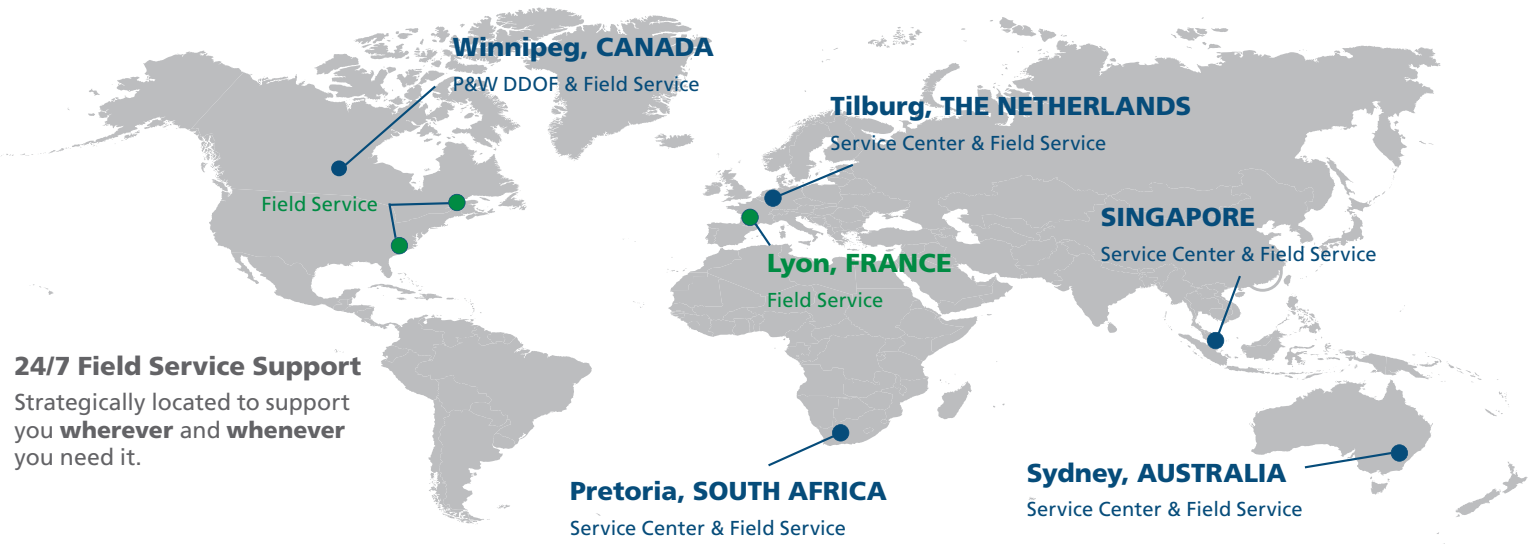 Winnipeg, CANADA
P&W DDOF & Field Service
Tilburg, THE NETHERLANDS
Service Center & Field Service
Field Service
SINGAPORE
Service Center & Field Service
Lyon, FRANCE
Field Service
24/7 Field Service Support
Strategically located to support
you wherever and whenever
you need it.
Pretoria, SOUTH AFRICA
Service Center & Field Service
Sydney, AUSTRALIA
Service Center & Field Service